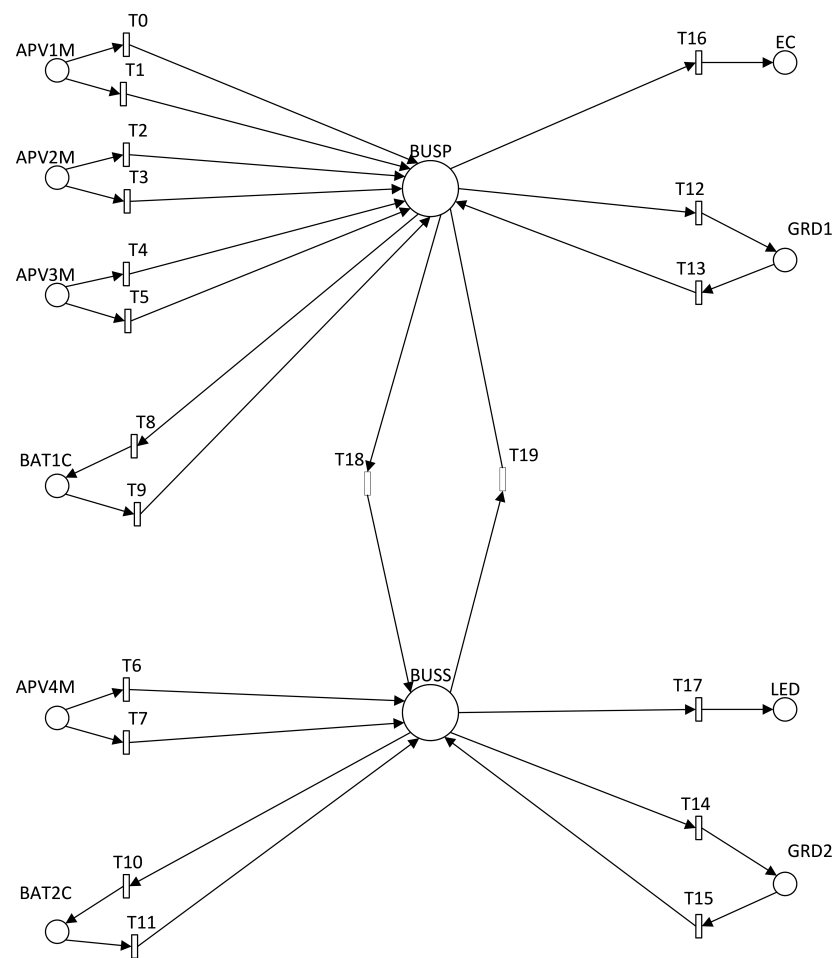 T0
APV1M
T1
T16
EC
T2
APV2M
T3
BUSP
T12
GRD1
T4
APV3M
T5
T13
T8
BAT1C
T9
T18
T19
T6
APV4M
T7
BUSS
T17
LED
T14
GRD2
T10
BAT2C
T11
T15